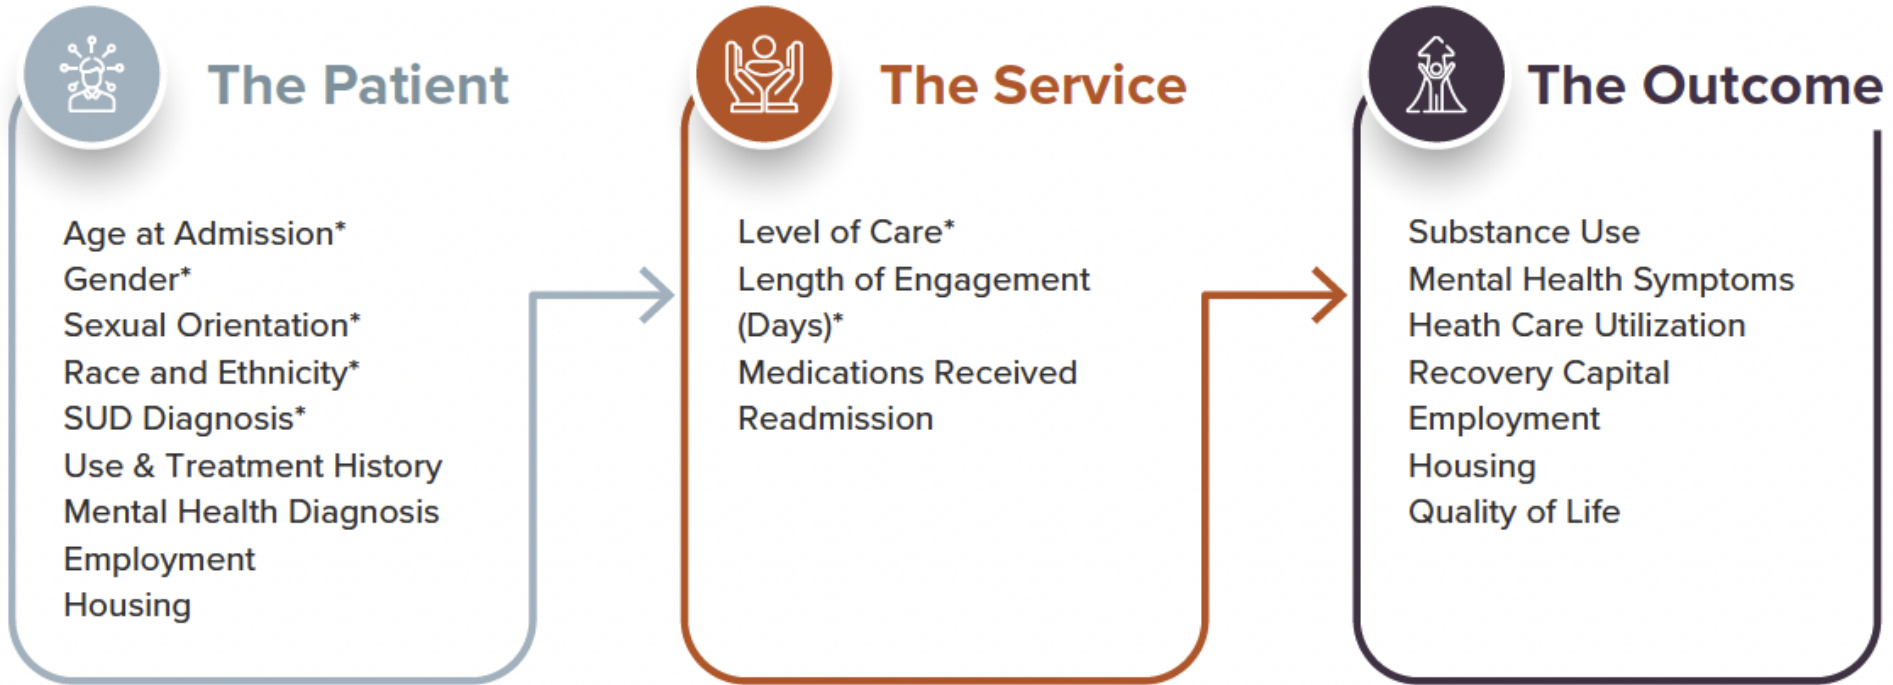 The Patient
Age at Admission*
Gender*
Sexual Orientation*
Race and Ethnicity*
SUD Diagnosis*
Use & Treatment History
Mental Health Diagnosis
Employment
Housing
The Service
Level of Care*
Length of Engagement
(Days)*
Medications Received
Readmission
The Outcome
Substance Use
Mental Health Symptoms
Heath Care Utilization
Recovery Capital
Employment
Housing
Quality of Life